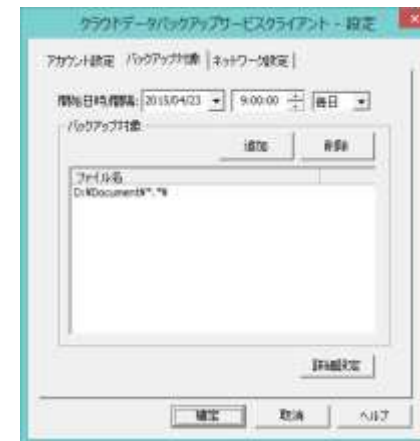 クラウドデータバックアップサービスクライアント - 設定
アカウント設定 バックアップ対象 ネットワーク設定
開始日時,間隔: 2015/04/23 9:00:00 毎日
バックアップ対象
追加 削除
ファイル名
D:¥Document¥*.*¥
詳細設定
確定 取消 ヘルプ